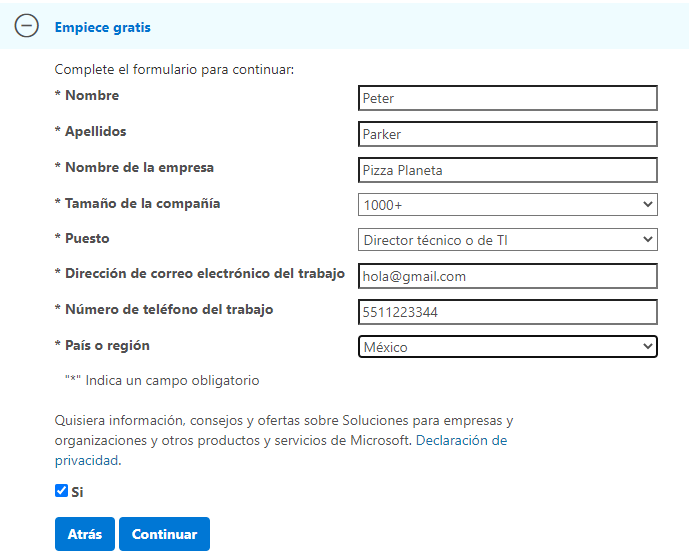 Empiece gratis
Complete el formulario para continuar:
* Nombre
Peter
* Apellidos
Parker
* Nombre de la empresa
Pizza Planeta
* Tamaño de la compañía
1000+
* Puesto
Director técnico o de TI
* Dirección de correo electrónico del trabajo
hola@gmail.com
* Número de teléfono del trabajo
5511223344
* País o región
México
"*" Indica un campo obligatorio
Quisiera información, consejos y ofertas sobre Soluciones para empresas y
organizaciones y otros productos y servicios de Microsoft. Declaración de
privacidad.
Si
Atrás
Continuar